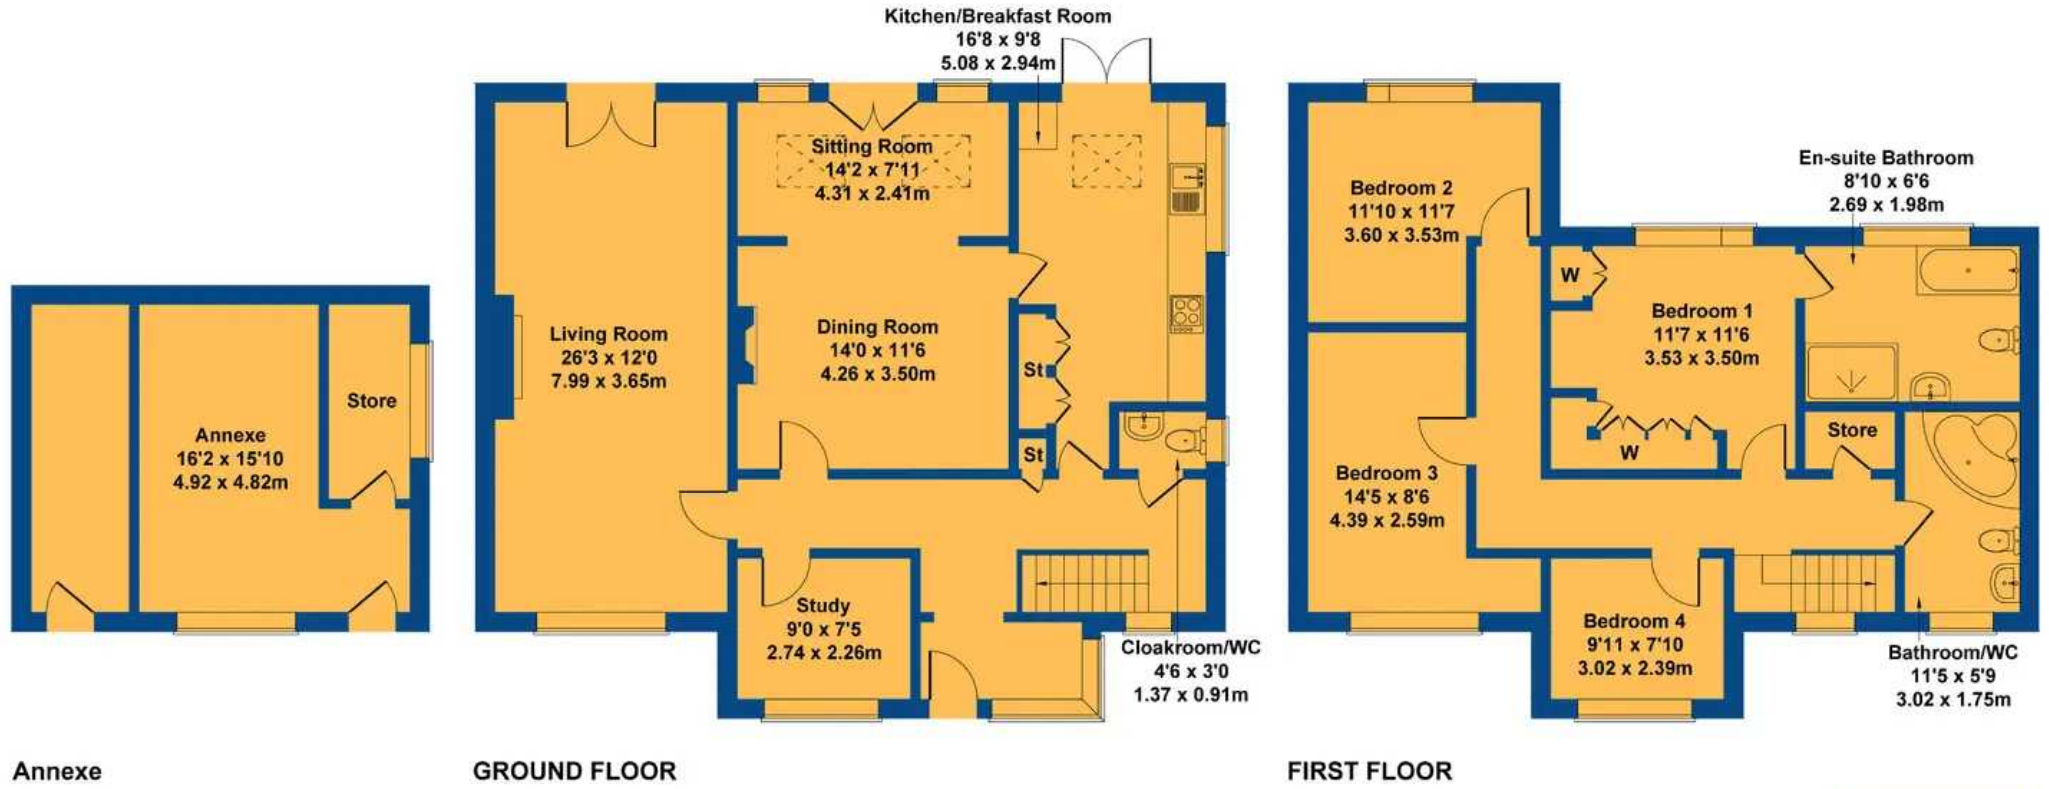 Kitchen/Breakfast Room
16'8 x 9'8
5.08 x 2.94m
Sitting Room
14'2 x 7'11
4.31 x 2.41m
Living Room
26'3 x 12'0
7.99 x 3.65m
Dining Room
14'0 x 11'6
4.26 x 3.50m
St
St
Study
9'0 x 7'5
2.74 x 2.26m
Cloakroom/WC
4'6 x 3'0
1.37 x 0.91m
Store
Annexe
16'2 x 15'10
4.92 x 4.82m
Bedroom 2
11'10 x 11'7
3.60 x 3.53m
En-suite Bathroom
8'10 x 6'6
2.69 x 1.98m
W
Bedroom 1
11'7 x 11'6
3.53 x 3.50m
W
Store
Bedroom 3
14'5 x 8'6
4.39 x 2.59m
Bedroom 4
9'11 x 7'10
3.02 x 2.39m
Bathroom/WC
11'5 x 5'9
3.02 x 1.75m
Annexe
GROUND FLOOR
FIRST FLOOR